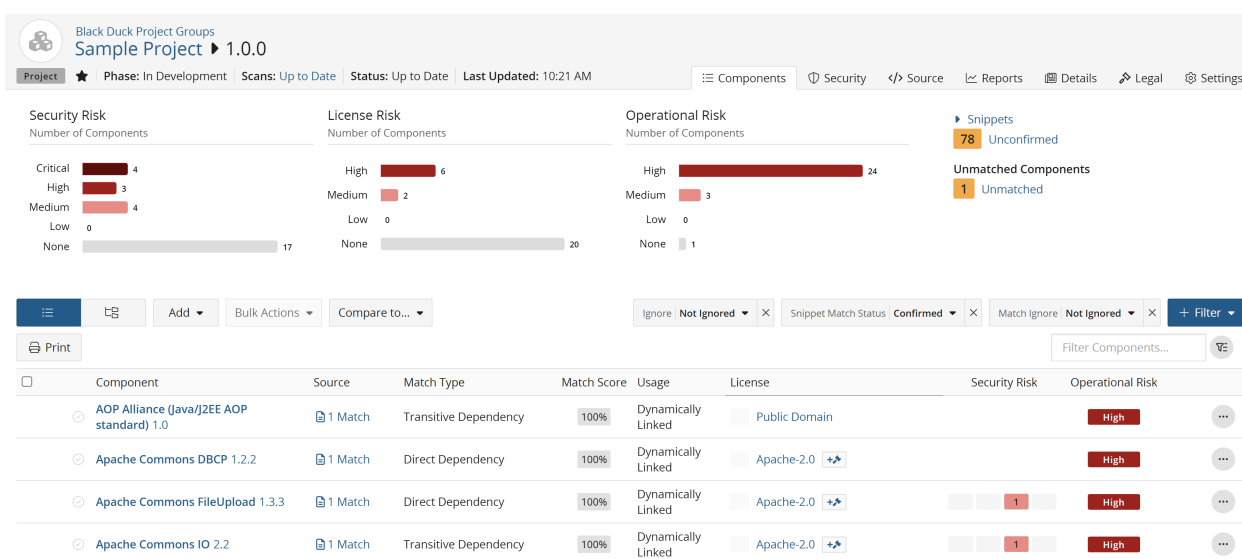 Black Duck Project Groups
Sample Project ▶ 1.0.0
Project ★ Phase: In Development Scans: Up to Date Status: Up to Date Last Updated: 10:21 AM
Components Security </> Source Reports Details Legal Settings
Security Risk
Number of Components
Critical 4
High 3
Medium 4
Low 0
None 17
License Risk
Number of Components
High 6
Medium 2
Low 0
None 20
Operational Risk
Number of Components
High 24
Medium 3
Low 0
None 1
Snippets
78 Unconfirmed
Unmatched Components
1 Unmatched
Add Bulk Actions Compare to...
Ignore Not Ignored × Snippet Match Status Confirmed × Match Ignore Not Ignored × + Filter
Print Filter Components...
Component Source Match Type Match Score Usage License Security Risk Operational Risk
AOP Alliance (Java/J2EE AOP
standard) 1.0 1 Match Transitive Dependency 100% Dynamically
Linked Public Domain High ...
Apache Commons DBCP 1.2.2 1 Match Direct Dependency 100% Dynamically
Linked Apache-2.0 High ...
Apache Commons FileUpload 1.3.3 1 Match Direct Dependency 100% Dynamically
Linked Apache-2.0 1 High ...
Apache Commons IO 2.2 1 Match Transitive Dependency 100% Dynamically
Linked Apache-2.0 1 High ...